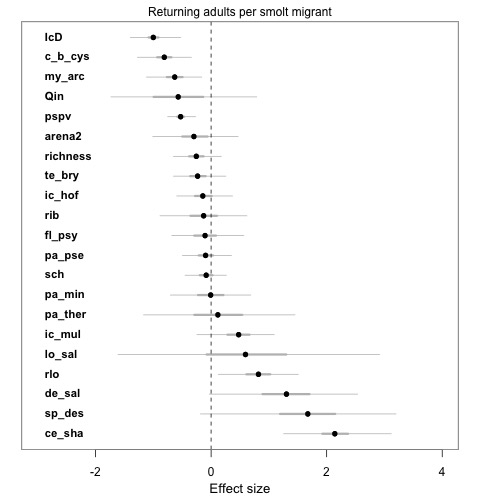 Returning adults per smolt migrant
IcD
c_b_cys
my_arc
Qin
pspv
arena2
richness
te_bry
ic_hof
rib
fl_psy
pa_pse
sch
pa_min
pa_ther
ic_mul
lo_sal
rlo
de_sal
sp_des
ce_sha
-2 0 2 4
Effect size